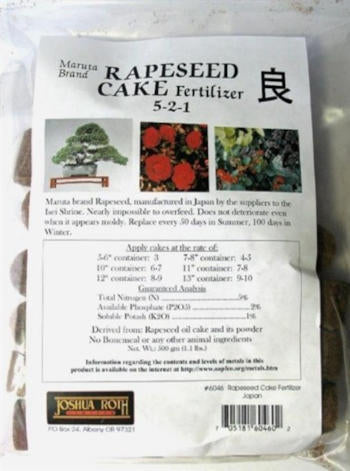 Maruta
Brand
RAPESEED
CAKE Fertilizer
5-2-1
良
Maruta brand Rapeseed, manufactured in Japan by the suppliers to the
Isei Shrine. Nearly impossible to overfeed. Does not deteriorate even
when it appears moldy. Replace every 50 days in Summer, 100 days in
Winter.
Apply cakes at the rate of:
5-6" container: 3 7-8" container: 4-5
10" container: 6-7 11" container: 7-8
12" container: 8-9 13" container: 9-10
Guaranteed Analysis
Total Nitrogen (N) 5%
Available Phosphate (P2O5) 2%
Soluble Potash (K2O) 1%
Derived from: Rapeseed oil cake and its powder
No Bonemeal or any other animal ingredients
Net Wt: 500 gm (1.1 lbs.)
Information regarding the contents and levels of metals in this
product is available on the internet at http://www.aapfco.org/metals.htm
#6046 Rapeseed Cake Fertilizer
Japan
JOSHUA ROTH
PO Box 24, Albany OR 97321
7 05181 60460 2